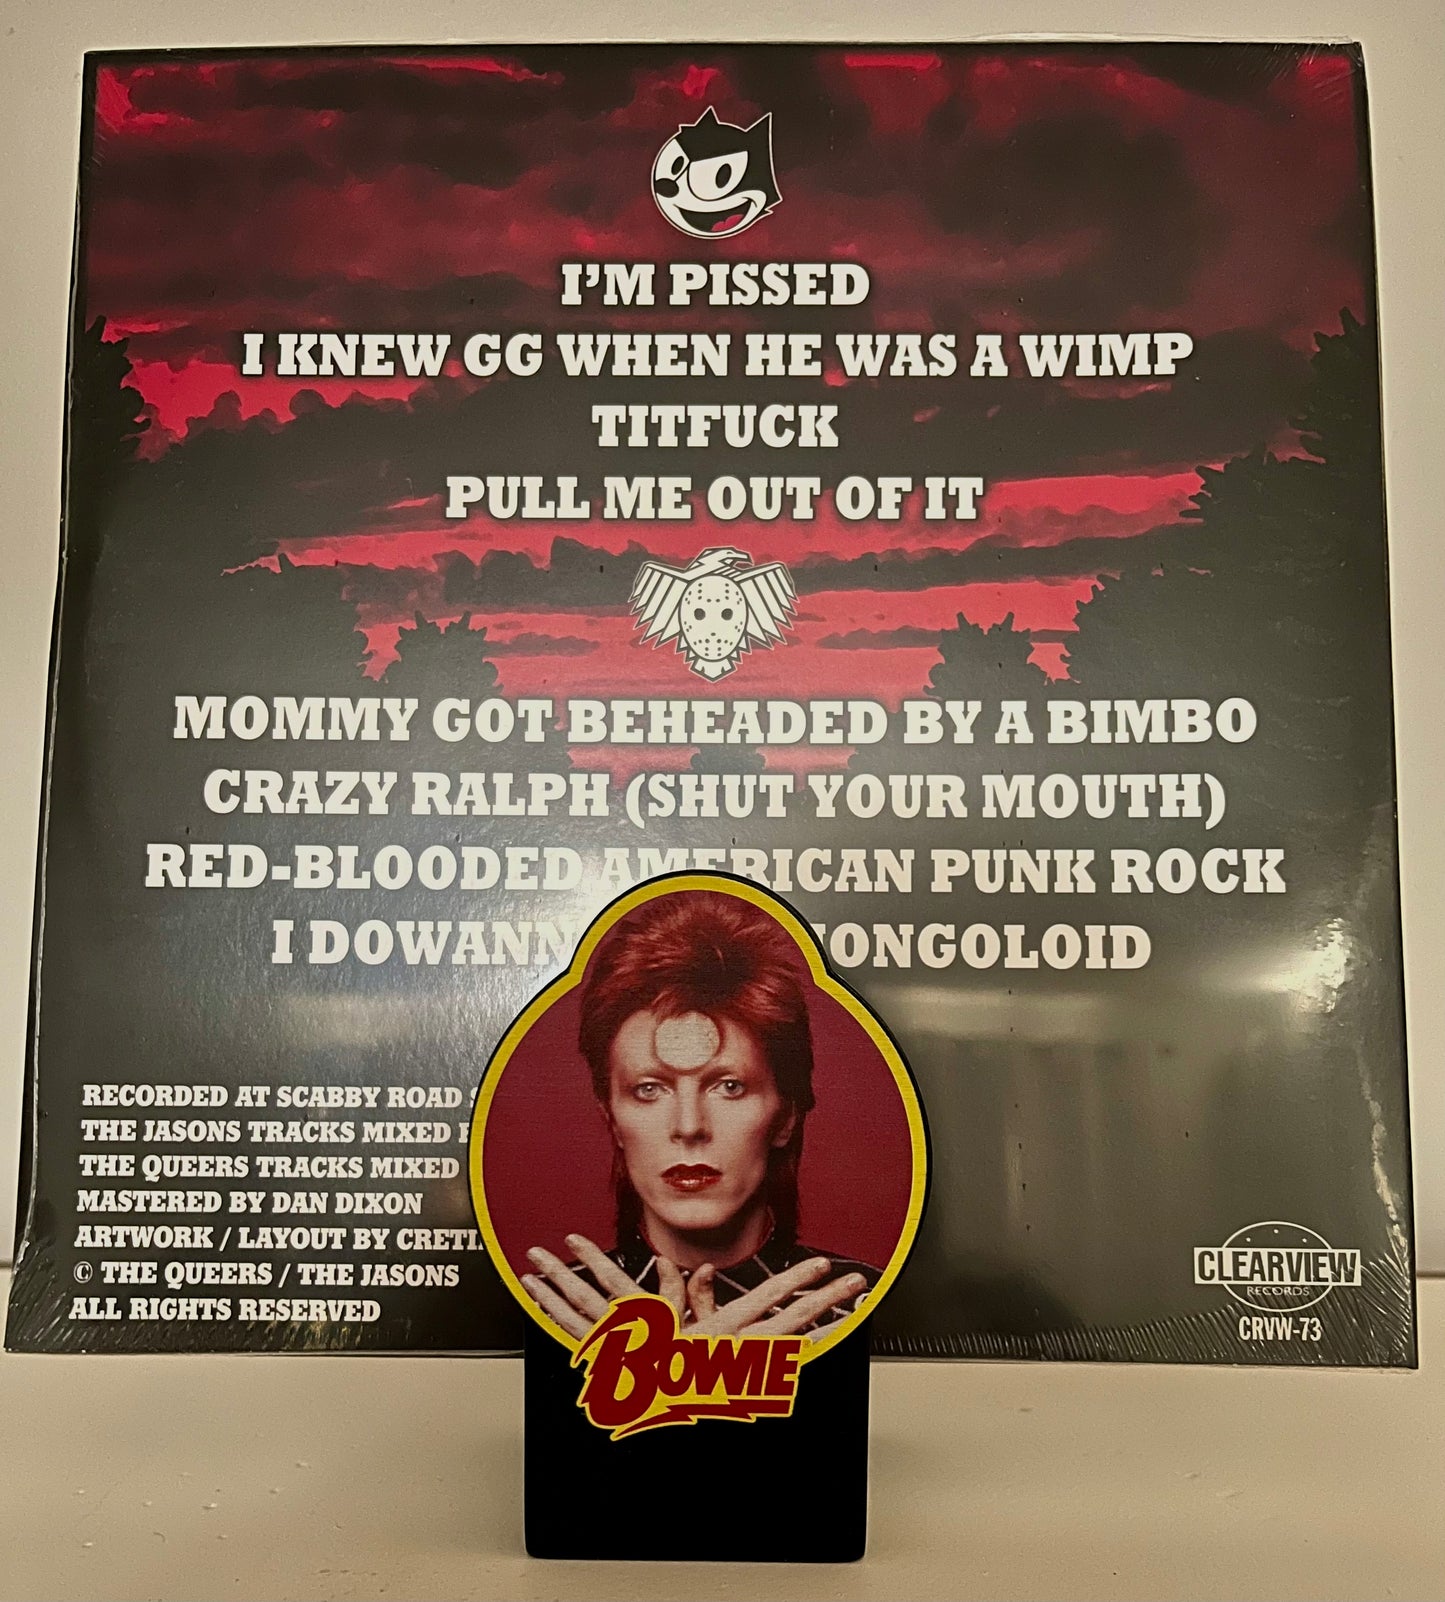 I'M PISSED
I KNEW GG WHEN HE WAS A WIMP
TITFUCK
PULL ME OUT OF IT
MOMMY GOT BEHEADED BY A BIMBO
CRAZY RALPH (SHUT YOUR MOUTH)
RED-BLOODED AMERICAN PUNK ROCK
I
RECORDED AT SCABBY ROAD
THE JASONS TRACKS MIXED
THE QUEERS TRACKS MIXED
MASTERED BY DAN DIXON
ARTWORK / LAYOUT BY
© THE QUEERS / THE JASONS
ALL RIGHTS RESERVED
CLEARVIEW
RECORDS
CRVW-73
BOWIE